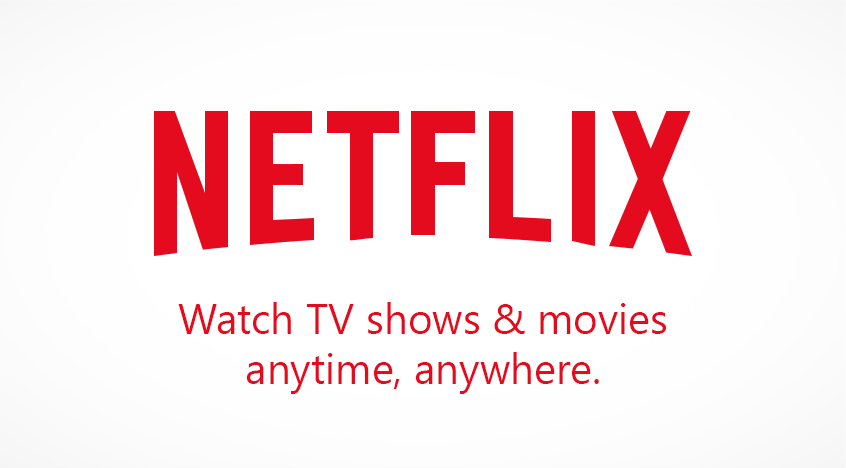 NETFLIX
Watch TV shows & movies
anytime, anywhere.